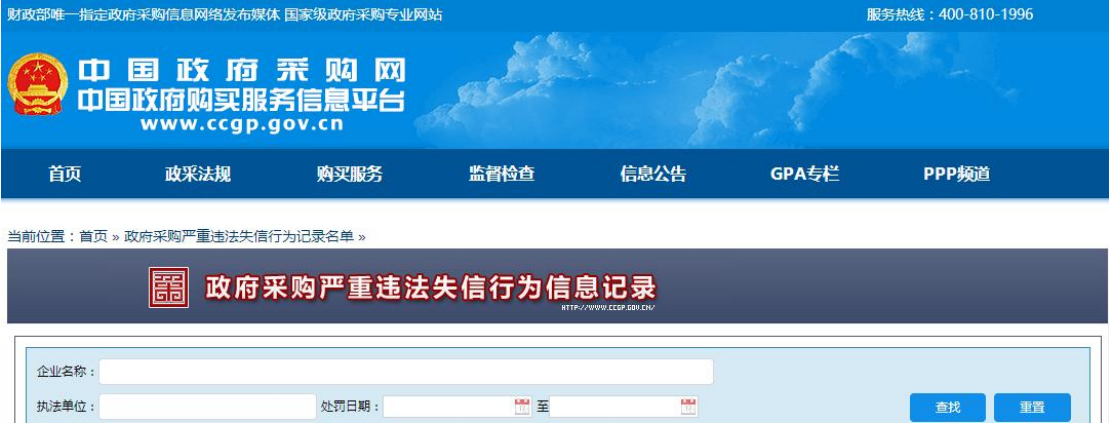 财政部唯一指定政府采购信息网络发布媒体 国家级政府采购专业网站 服务热线：400-810-1996
中国政府采购网
中国政府购买服务信息平台
www.ccgp.gov.cn
首页 政采法规 购买服务 监督检查 信息公告 GPA专栏 PPP频道
当前位置：首页 » 政府采购严重违法失信行为记录名单 »
政府采购严重违法失信行为信息记录
HTTP://WWW.CCGP.GOV.CN/
企业名称：
执法单位： 处罚日期： 至 查找 重置